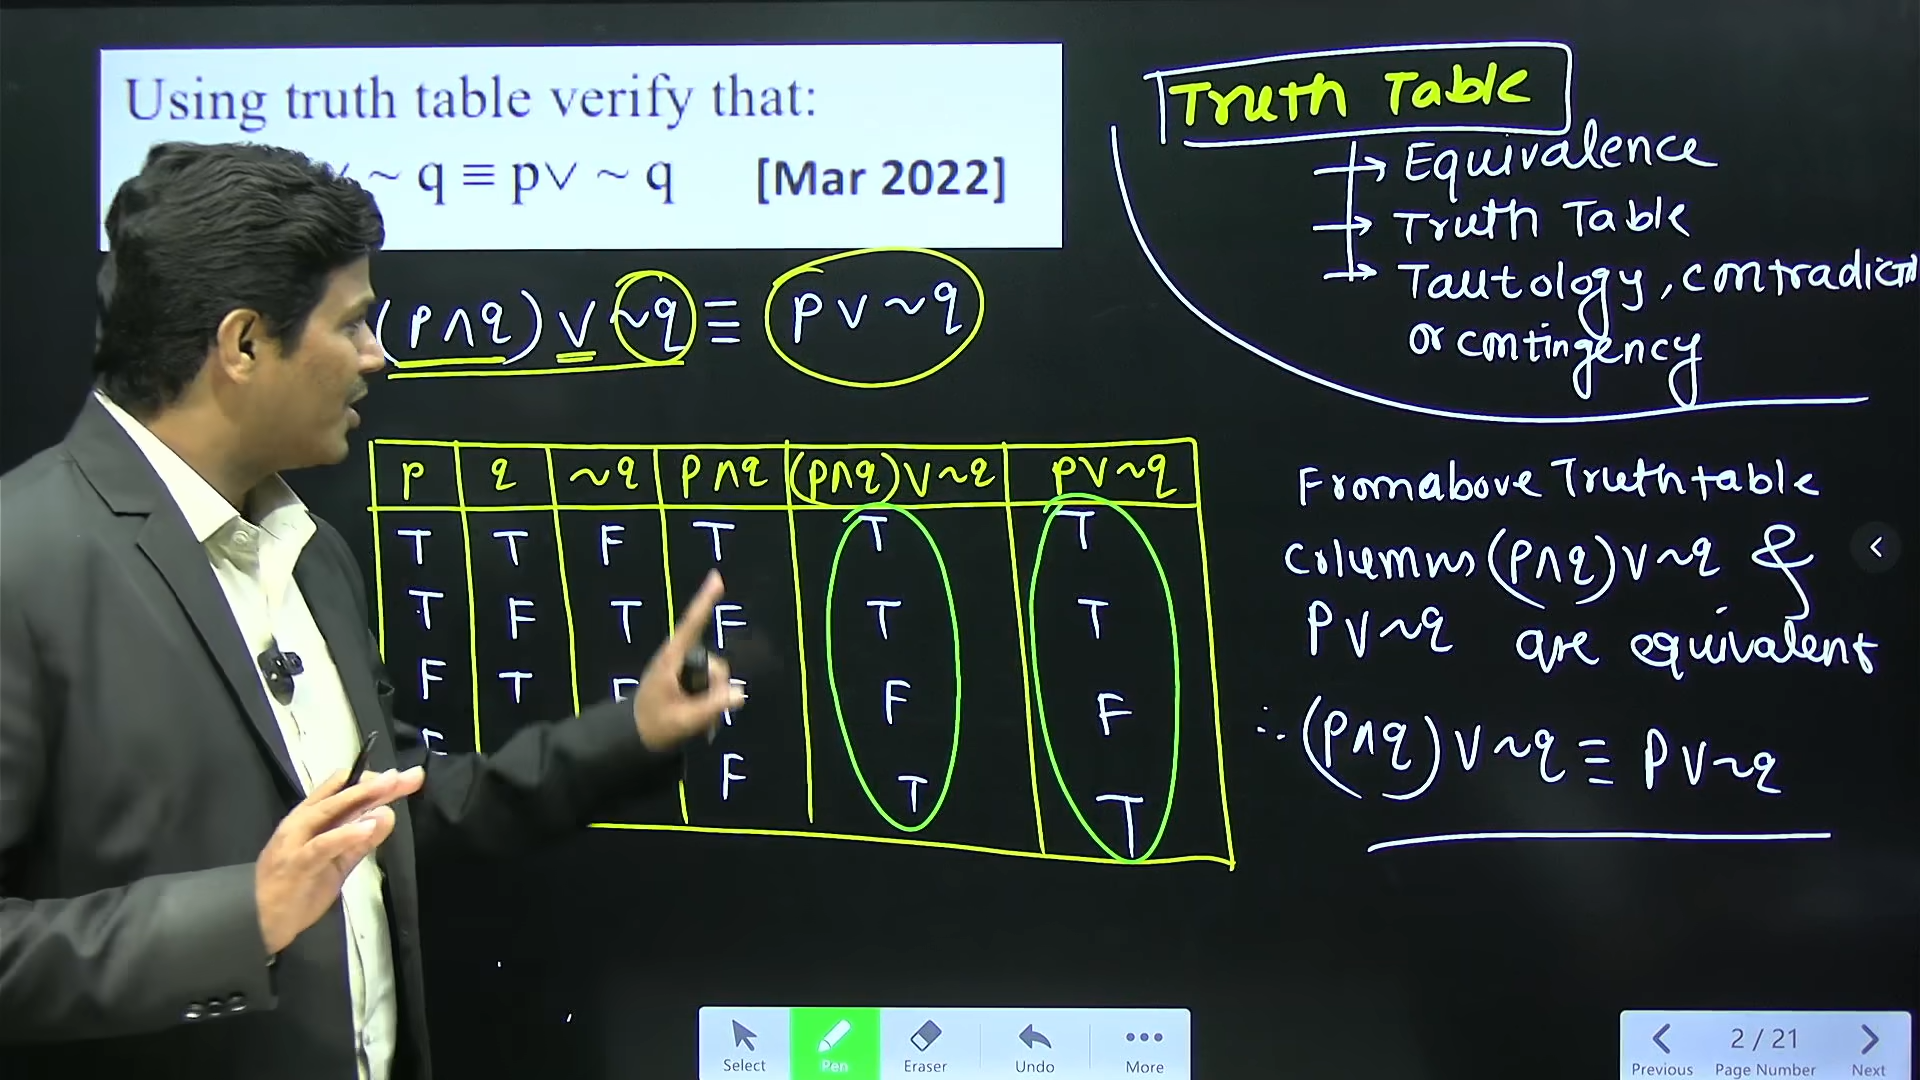 Using truth table verify that:
~ q ≡ p∨ ~ q [Mar 2022]
(p∧q) ∨ ~q ≡ p∨~q
Truth Table
→ Equivalence
→ Truth Table
→ Tautology, contradict
or contingency
p q ~q p∧q (p∧q)∨~q p∨~q
T T F T T T
T F T F T T
F T F F F F
F F T T
From above Truth table
columns (p∧q)∨~q &
p∨~q are equivalent
∴ (p∧q)∨~q ≡ p∨~q
Select Pen Eraser Undo More
Previous 2 / 21 Page Number Next